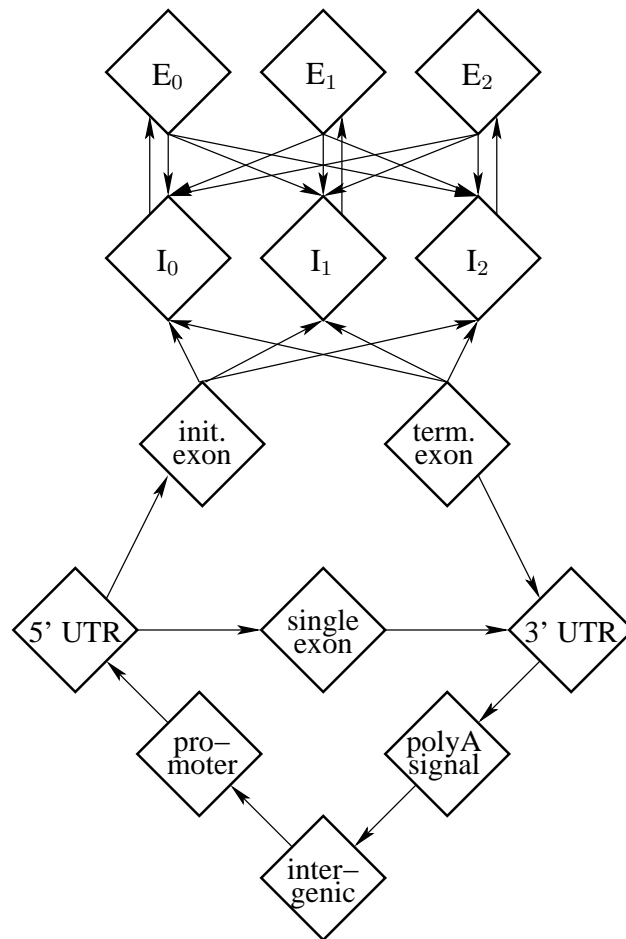 E₀
E₁
E₂
I₀
I₁
I₂
init.
exon
term.
exon
5' UTR
single
exon
3' UTR
pro−
moter
polyA
signal
inter−
genic